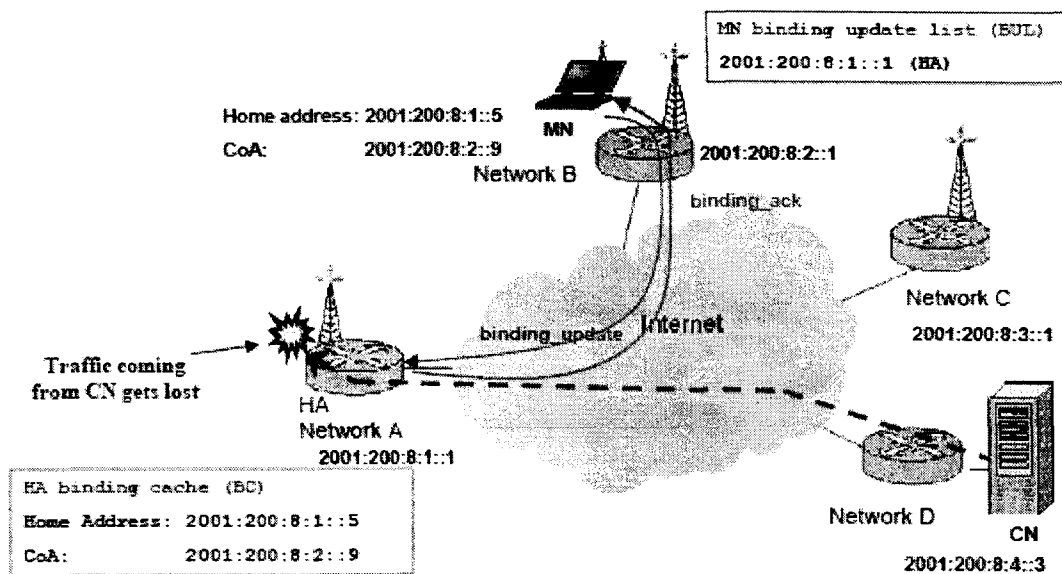 MN binding update list (BUL)
2001:200:8:1::1 (HA)
Home address: 2001:200:8:1::5
CoA: 2001:200:8:2::9
MN
Network B
2001:200:8:2::1
binding_ack
Network C
2001:200:8:3::1
Internet
binding_update
Traffic coming
from CN gets lost
HA
Network A
2001:200:8:1::1
HA binding cache (BC)
Home Address: 2001:200:8:1::5
CoA: 2001:200:8:2::9
Network D
CN
2001:200:8:4::3